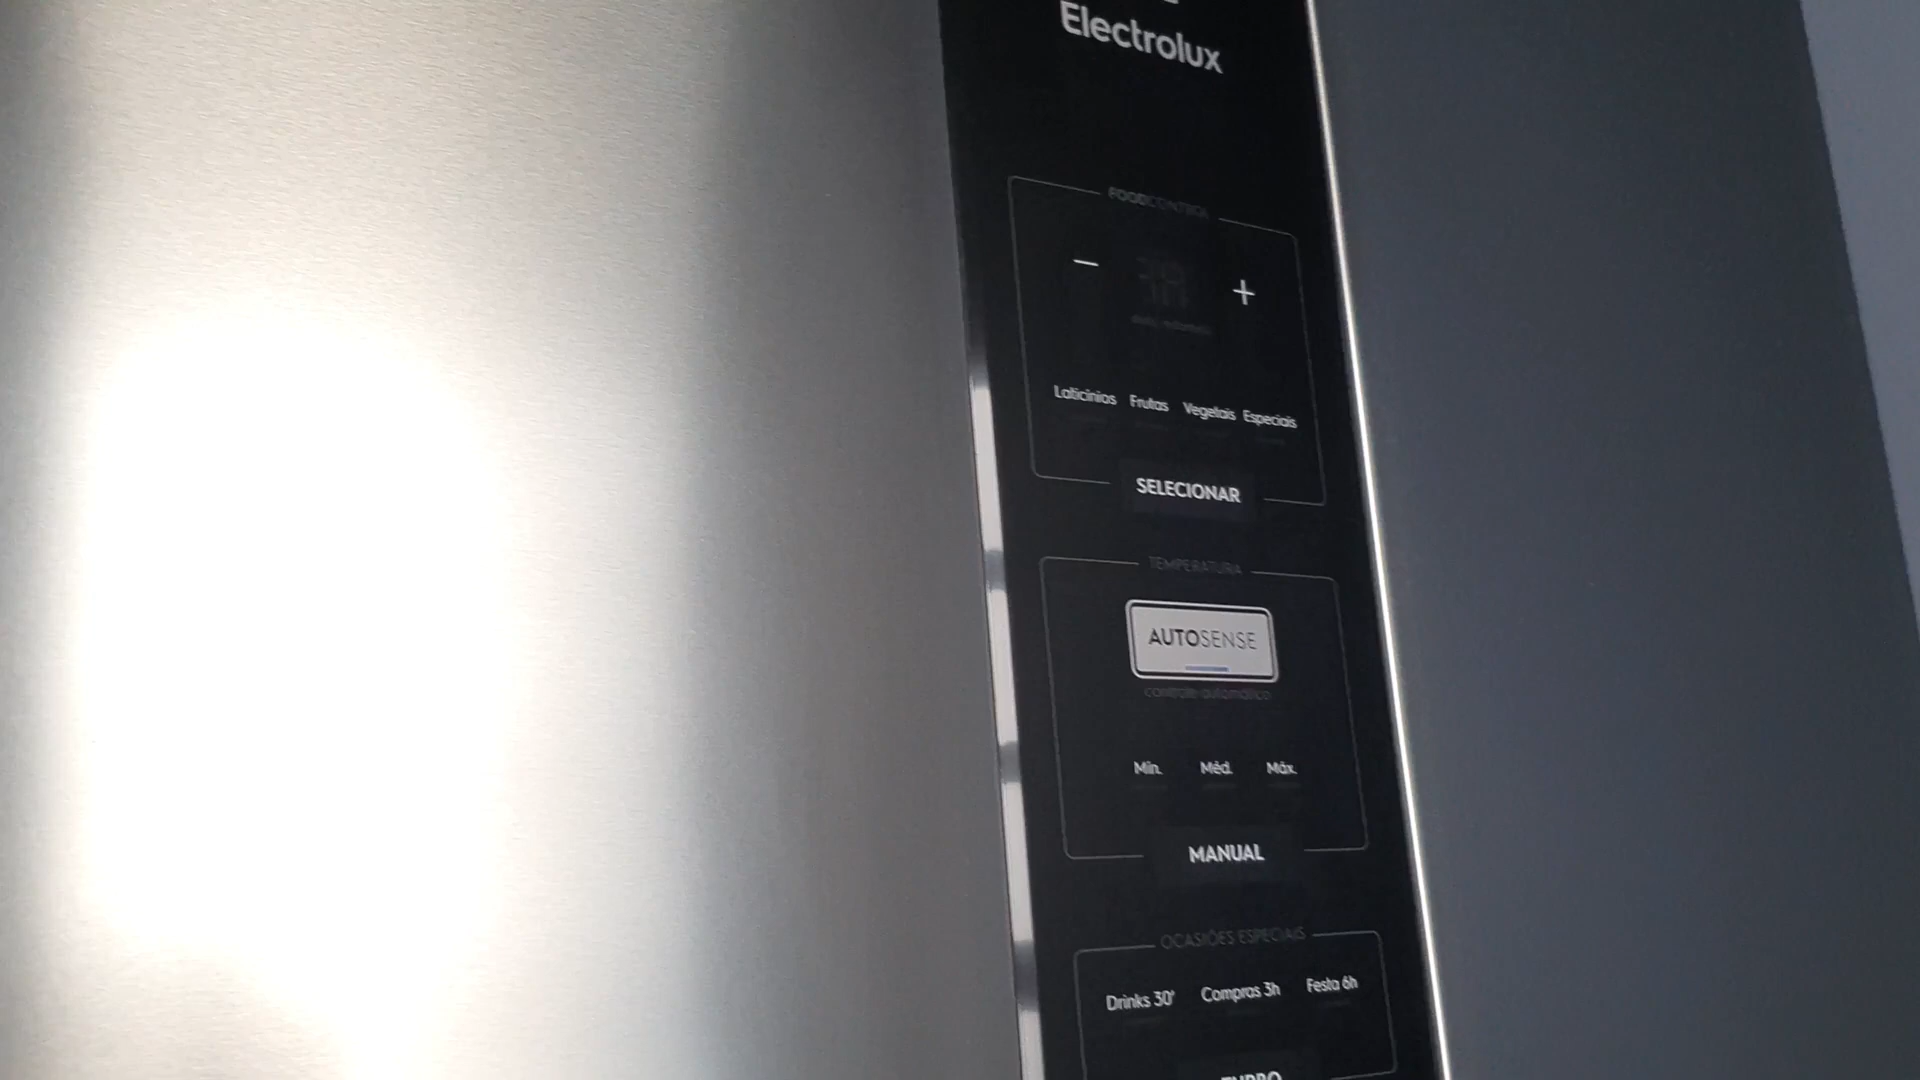 Electrolux
FOODCONTROL
− +
Laticínios Frutas Vegetais Especiais
SELECIONAR
TEMPERATURA
AUTOSENSE
controle automático
Mín. Méd. Máx.
MANUAL
OCASIÕES ESPECIAIS
Drinks 30' Compras 3h Festa 6h
TURBO